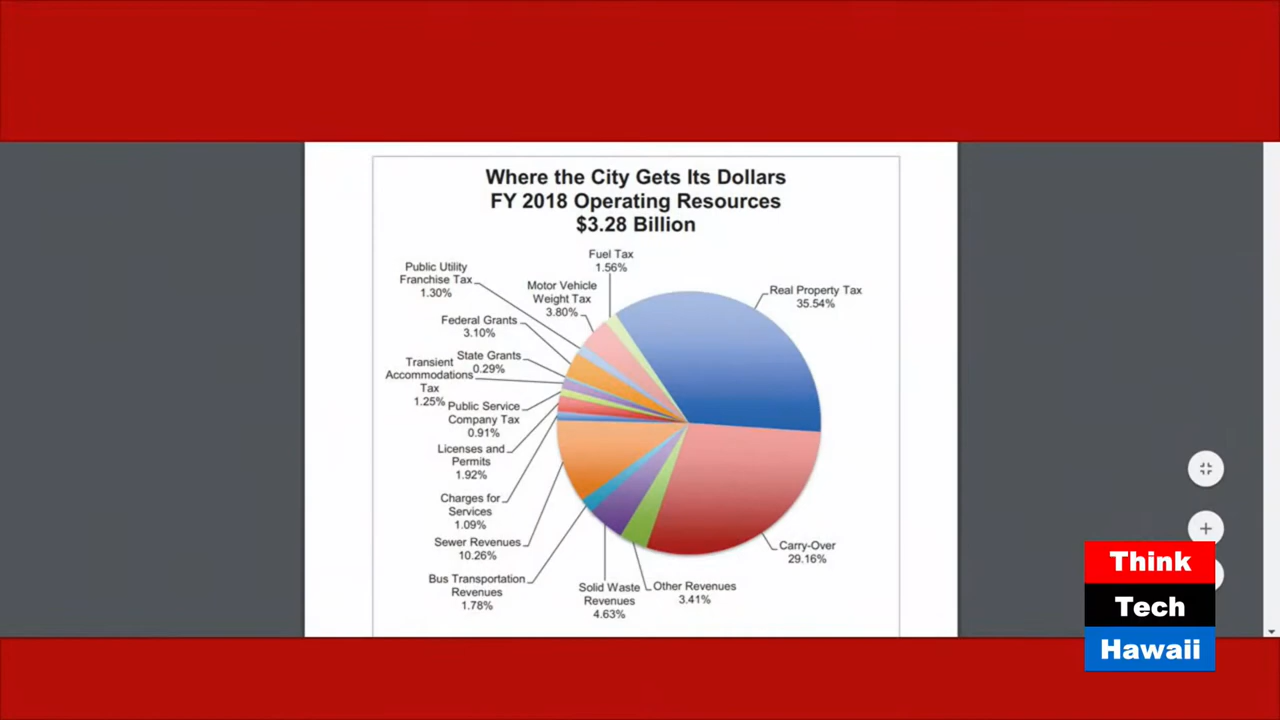 Where the City Gets Its Dollars
FY 2018 Operating Resources
$3.28 Billion
Fuel Tax
1.56%
Public Utility
Franchise Tax
1.30%
Motor Vehicle
Weight Tax
3.80%
Real Property Tax
35.54%
Federal Grants
3.10%
State Grants
0.29%
Transient
Accommodations
Tax
1.25%
Public Service
Company Tax
0.91%
Licenses and
Permits
1.92%
Charges for
Services
1.09%
Sewer Revenues
10.26%
Bus Transportation
Revenues
1.78%
Solid Waste
Revenues
4.63%
Other Revenues
3.41%
Carry-Over
29.16%
Think
Tech
Hawaii